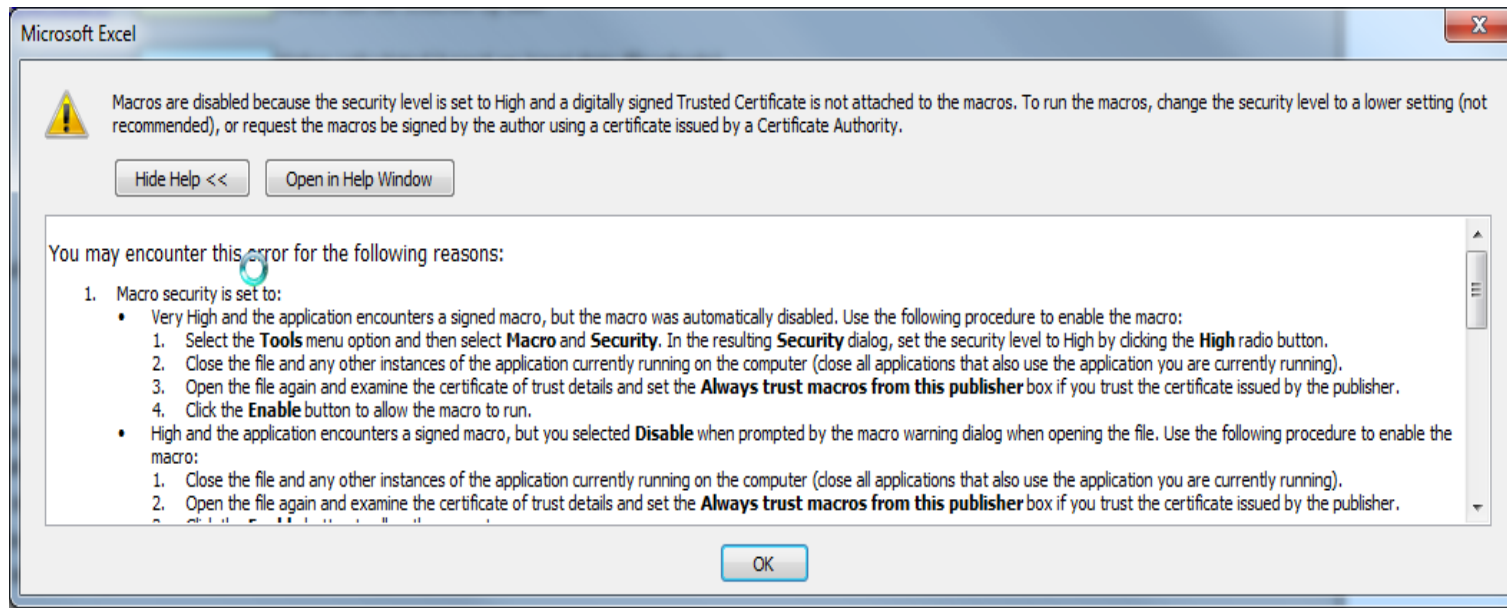 Microsoft Excel
Macros are disabled because the security level is set to High and a digitally signed Trusted Certificate is not attached to the macros. To run the macros, change the security level to a lower setting (not
recommended), or request the macros be signed by the author using a certificate issued by a Certificate Authority.
Hide Help <<
Open in Help Window
You may encounter this error for the following reasons:
1. Macro security is set to:
• Very High and the application encounters a signed macro, but the macro was automatically disabled. Use the following procedure to enable the macro:
1. Select the Tools menu option and then select Macro and Security. In the resulting Security dialog, set the security level to High by clicking the High radio button.
2. Close the file and any other instances of the application currently running on the computer (close all applications that also use the application you are currently running).
3. Open the file again and examine the certificate of trust details and set the Always trust macros from this publisher box if you trust the certificate issued by the publisher.
4. Click the Enable button to allow the macro to run.
• High and the application encounters a signed macro, but you selected Disable when prompted by the macro warning dialog when opening the file. Use the following procedure to enable the
macro:
1. Close the file and any other instances of the application currently running on the computer (close all applications that also use the application you are currently running).
2. Open the file again and examine the certificate of trust details and set the Always trust macros from this publisher box if you trust the certificate issued by the publisher.
OK